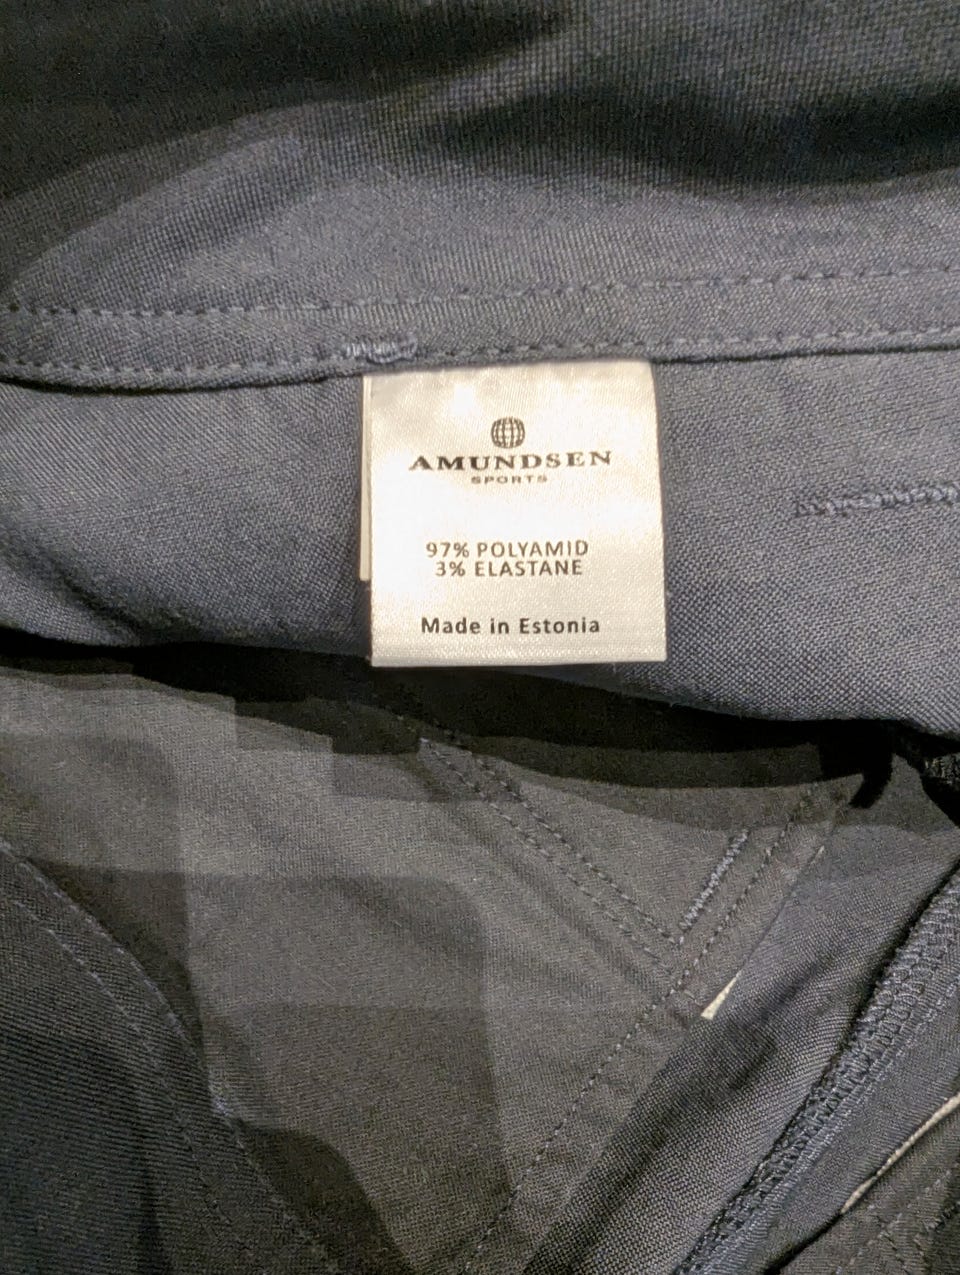 AMUNDSEN
SPORTS
97% POLYAMID
3% ELASTANE
Made in Estonia